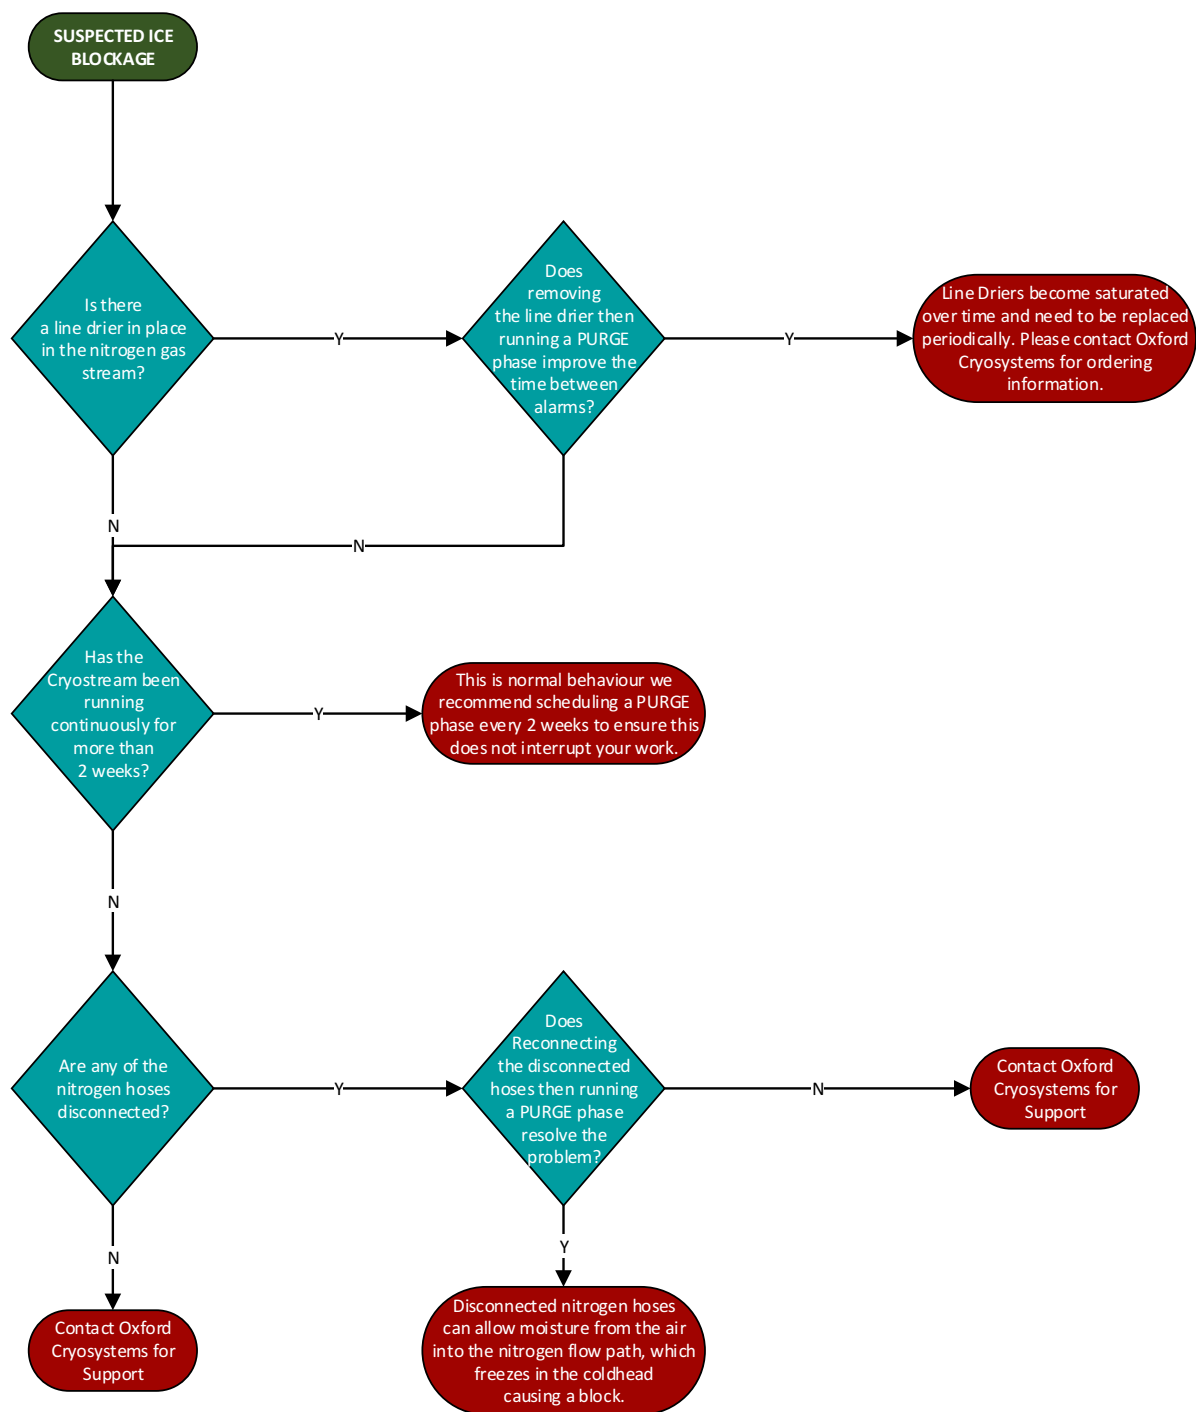 SUSPECTED ICE
BLOCKAGE
Is there
a line drier in place
in the nitrogen gas
stream?
Y
Does
removing
the line drier then
running a PURGE
phase improve the
time between
alarms?
Y
Line Driers become saturated
over time and need to be replaced
periodically. Please contact Oxford
Cryosystems for ordering
information.
N
N
Has the
Cryostream been
running
continuously for
more than
2 weeks?
Y
This is normal behaviour we
recommend scheduling a PURGE
phase every 2 weeks to ensure this
does not interrupt your work.
N
Are any of the
nitrogen hoses
disconnected?
Y
Does
Reconnecting
the disconnected
hoses then running
a PURGE phase
resolve the
problem?
N
Contact Oxford
Cryosystems for
Support
N
Y
Contact Oxford
Cryosystems for
Support
Disconnected nitrogen hoses
can allow moisture from the air
into the nitrogen flow path, which
freezes in the coldhead
causing a block.